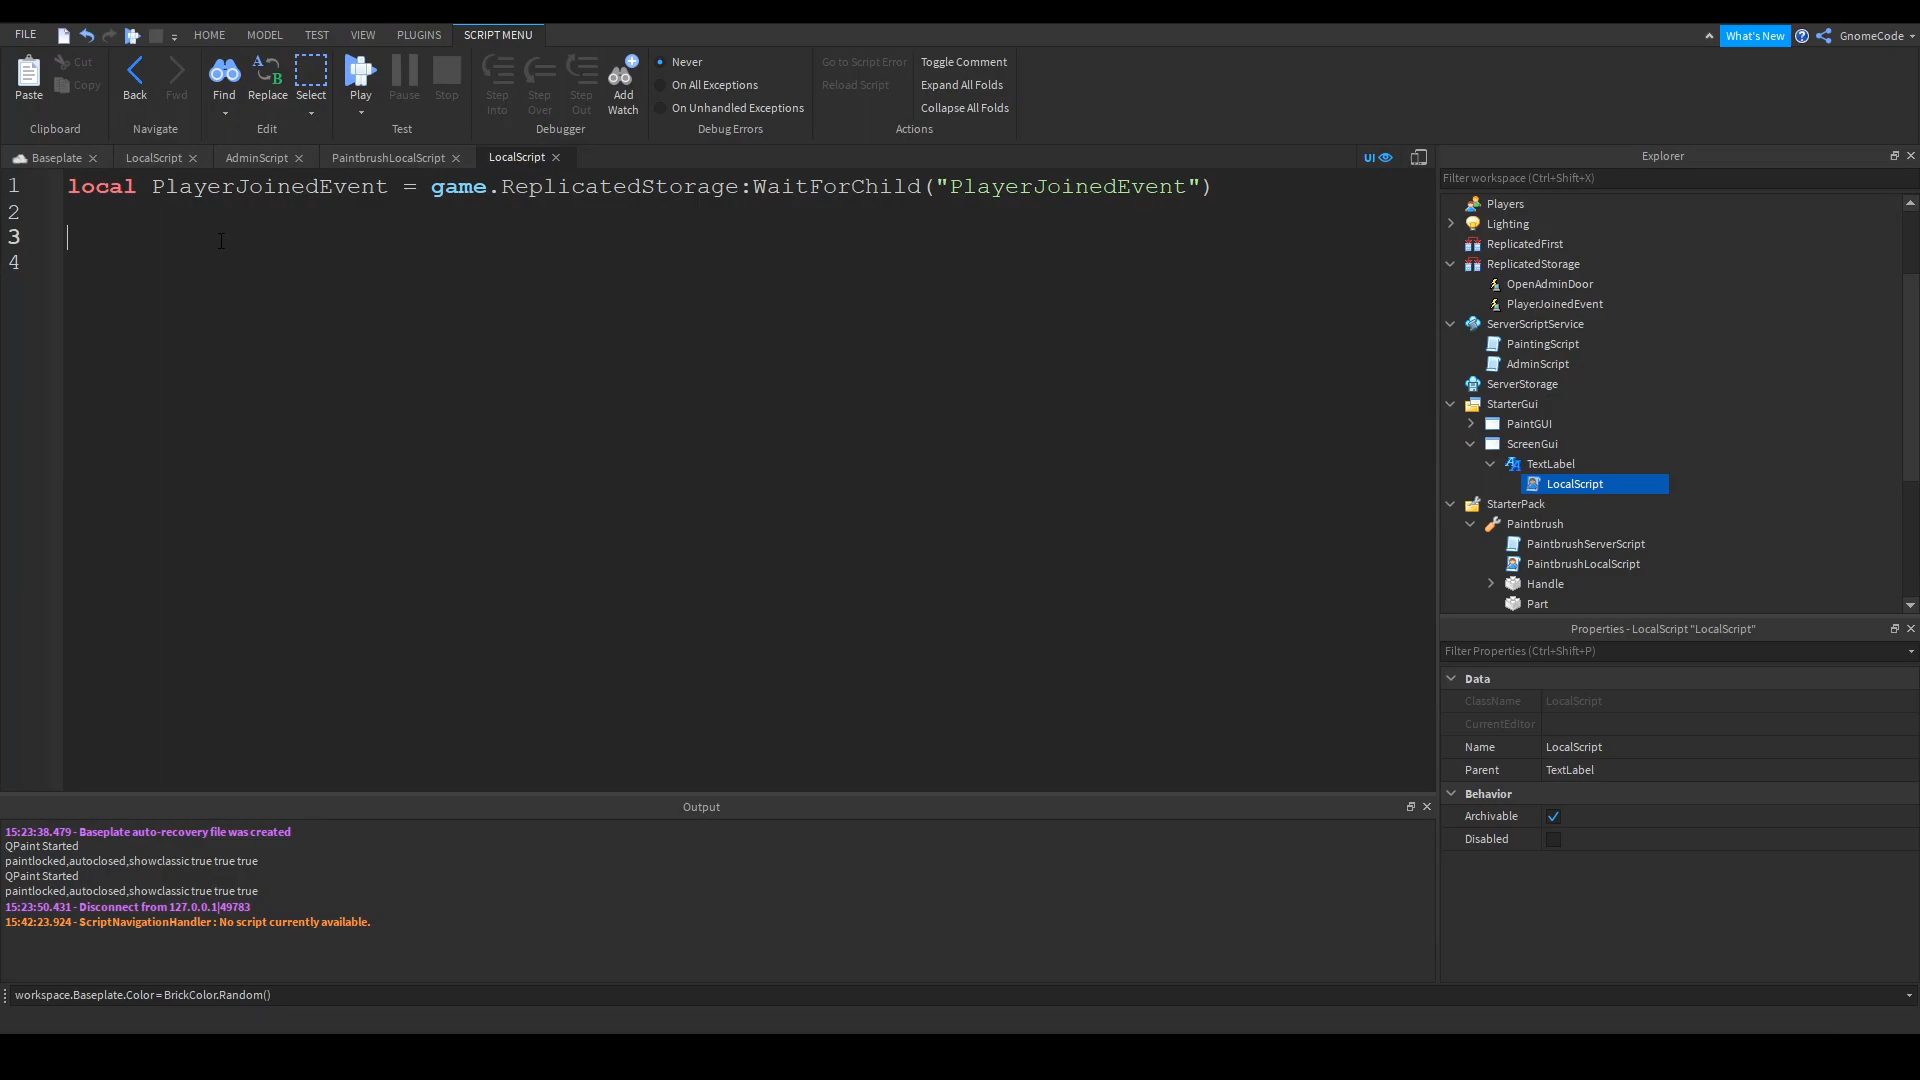 FILE HOME MODEL TEST VIEW PLUGINS SCRIPT MENU What's New GnomeCode
Paste Cut Copy
Clipboard
Back Fwd
Navigate
Find Replace Select
Edit
Play Pause Stop
Test
Step Into Step Over Step Out Add Watch
Debugger
Never
On All Exceptions
On Unhandled Exceptions
Debug Errors
Go to Script Error
Reload Script
Toggle Comment
Expand All Folds
Collapse All Folds
Actions
Baseplate LocalScript AdminScript PaintbrushLocalScript LocalScript UI
1 local PlayerJoinedEvent = game.ReplicatedStorage:WaitForChild("PlayerJoinedEvent")
2
3
4
Explorer
Filter workspace (Ctrl+Shift+X)
Players
Lighting
ReplicatedFirst
ReplicatedStorage
OpenAdminDoor
PlayerJoinedEvent
ServerScriptService
PaintingScript
AdminScript
ServerStorage
StarterGui
PaintGUI
ScreenGui
TextLabel
LocalScript
StarterPack
Paintbrush
PaintbrushServerScript
PaintbrushLocalScript
Handle
Part
Properties - LocalScript "LocalScript"
Filter Properties (Ctrl+Shift+P)
Data
ClassName LocalScript
CurrentEditor
Name LocalScript
Parent TextLabel
Behavior
Archivable
Disabled
Output
15:23:38.479 - Baseplate auto-recovery file was created
QPaint Started
paintlocked,autoclosed,showclassic true true true
QPaint Started
paintlocked,autoclosed,showclassic true true true
15:23:50.431 - Disconnect from 127.0.0.1|49783
15:42:23.924 - ScriptNavigationHandler : No script currently available.
workspace.Baseplate.Color = BrickColor.Random()